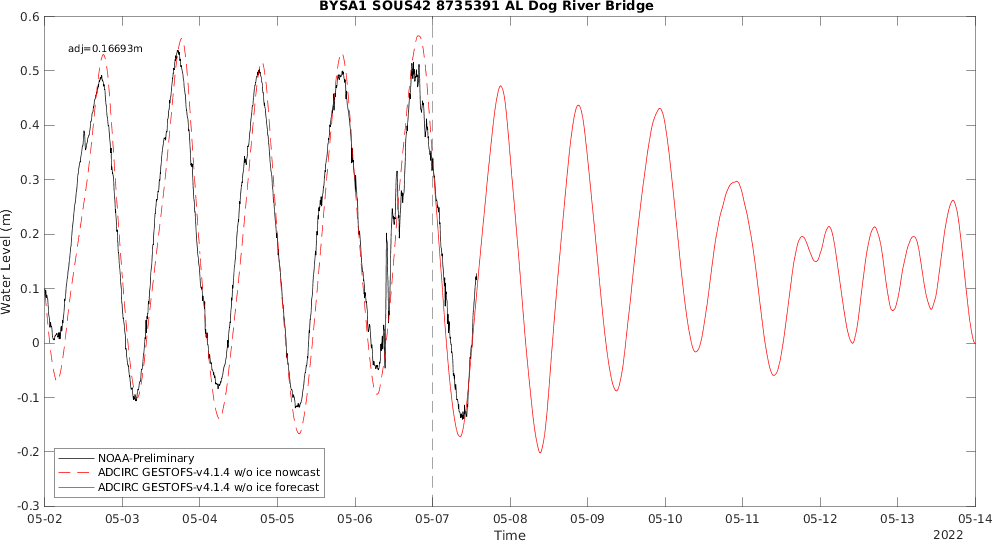 BYSA1 SOUS42 8735391 AL Dog River Bridge
adj=0.16693m
0.6
0.5
0.4
0.3
0.2
0.1
0
-0.1
-0.2
-0.3
Water Level (m)
NOAA-Preliminary
ADCIRC GESTOFS-v4.1.4 w/o ice nowcast
ADCIRC GESTOFS-v4.1.4 w/o ice forecast
05-02 05-03 05-04 05-05 05-06 05-07 05-08 05-09 05-10 05-11 05-12 05-13 05-14
Time
2022